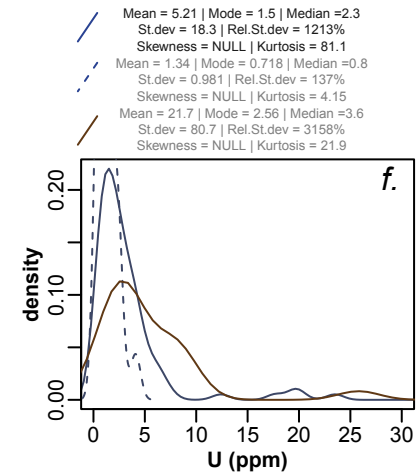 Mean = 5.21 | Mode = 1.5 | Median =2.3
St.dev = 18.3 | Rel.St.dev = 1213%
Skewness = NULL | Kurtosis = 81.1
Mean = 1.34 | Mode = 0.718 | Median =0.8
St.dev = 0.981 | Rel.St.dev = 137%
Skewness = NULL | Kurtosis = 4.15
Mean = 21.7 | Mode = 2.56 | Median =3.6
St.dev = 80.7 | Rel.St.dev = 3158%
Skewness = NULL | Kurtosis = 21.9
f.
density
0.20
0.10
0.00
0 5 10 15 20 25 30
U (ppm)